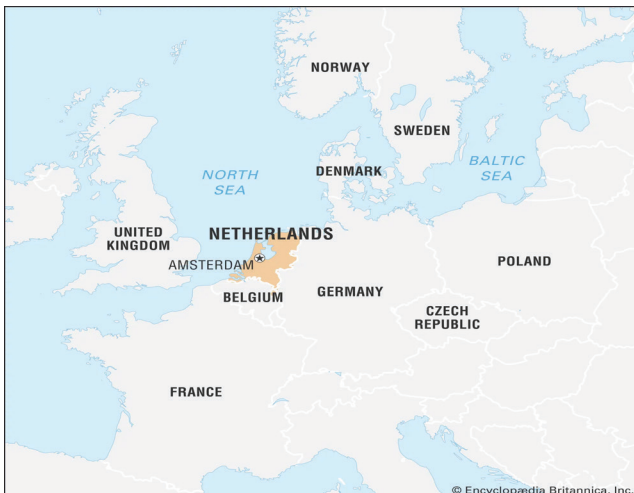 NORWAY
SWEDEN
BALTIC
SEA
DENMARK
NORTH
SEA
UNITED
KINGDOM
NETHERLANDS
AMSTERDAM
POLAND
BELGIUM
GERMANY
CZECH
REPUBLIC
FRANCE
© Encyclopædia Britannica, Inc.